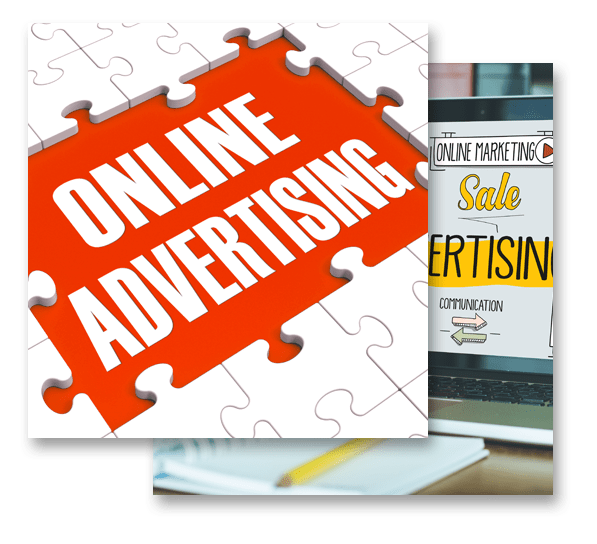 ONLINE
ADVERTISING
ONLINE MARKETING
Sale
ERTISING
COMMUNICATION